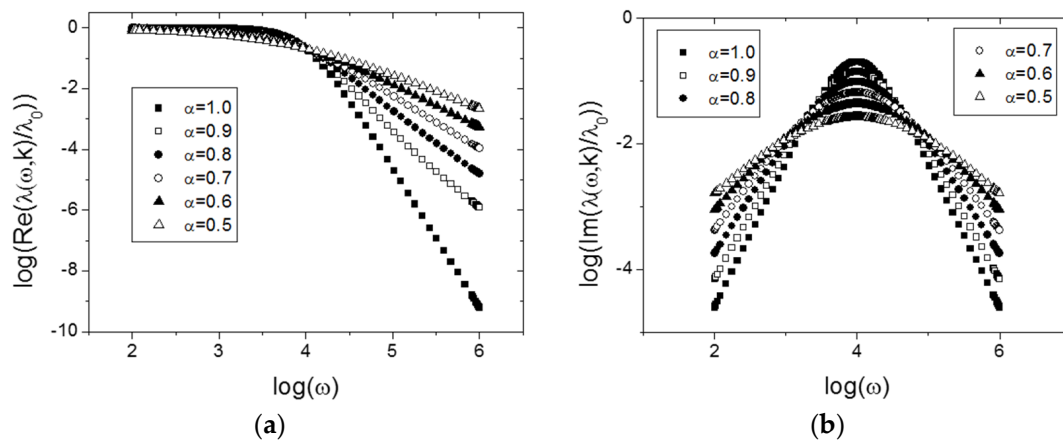 log(Re(λ(ω,k)/λ₀))
0
-2
-4
-6
-8
-10
α=1.0
α=0.9
α=0.8
α=0.7
α=0.6
α=0.5
2 3 4 5 6
log(ω)
(a)
log(Im(λ(ω,k)/λ₀))
0
-2
-4
α=1.0
α=0.9
α=0.8
α=0.7
α=0.6
α=0.5
2 4 6
log(ω)
(b)